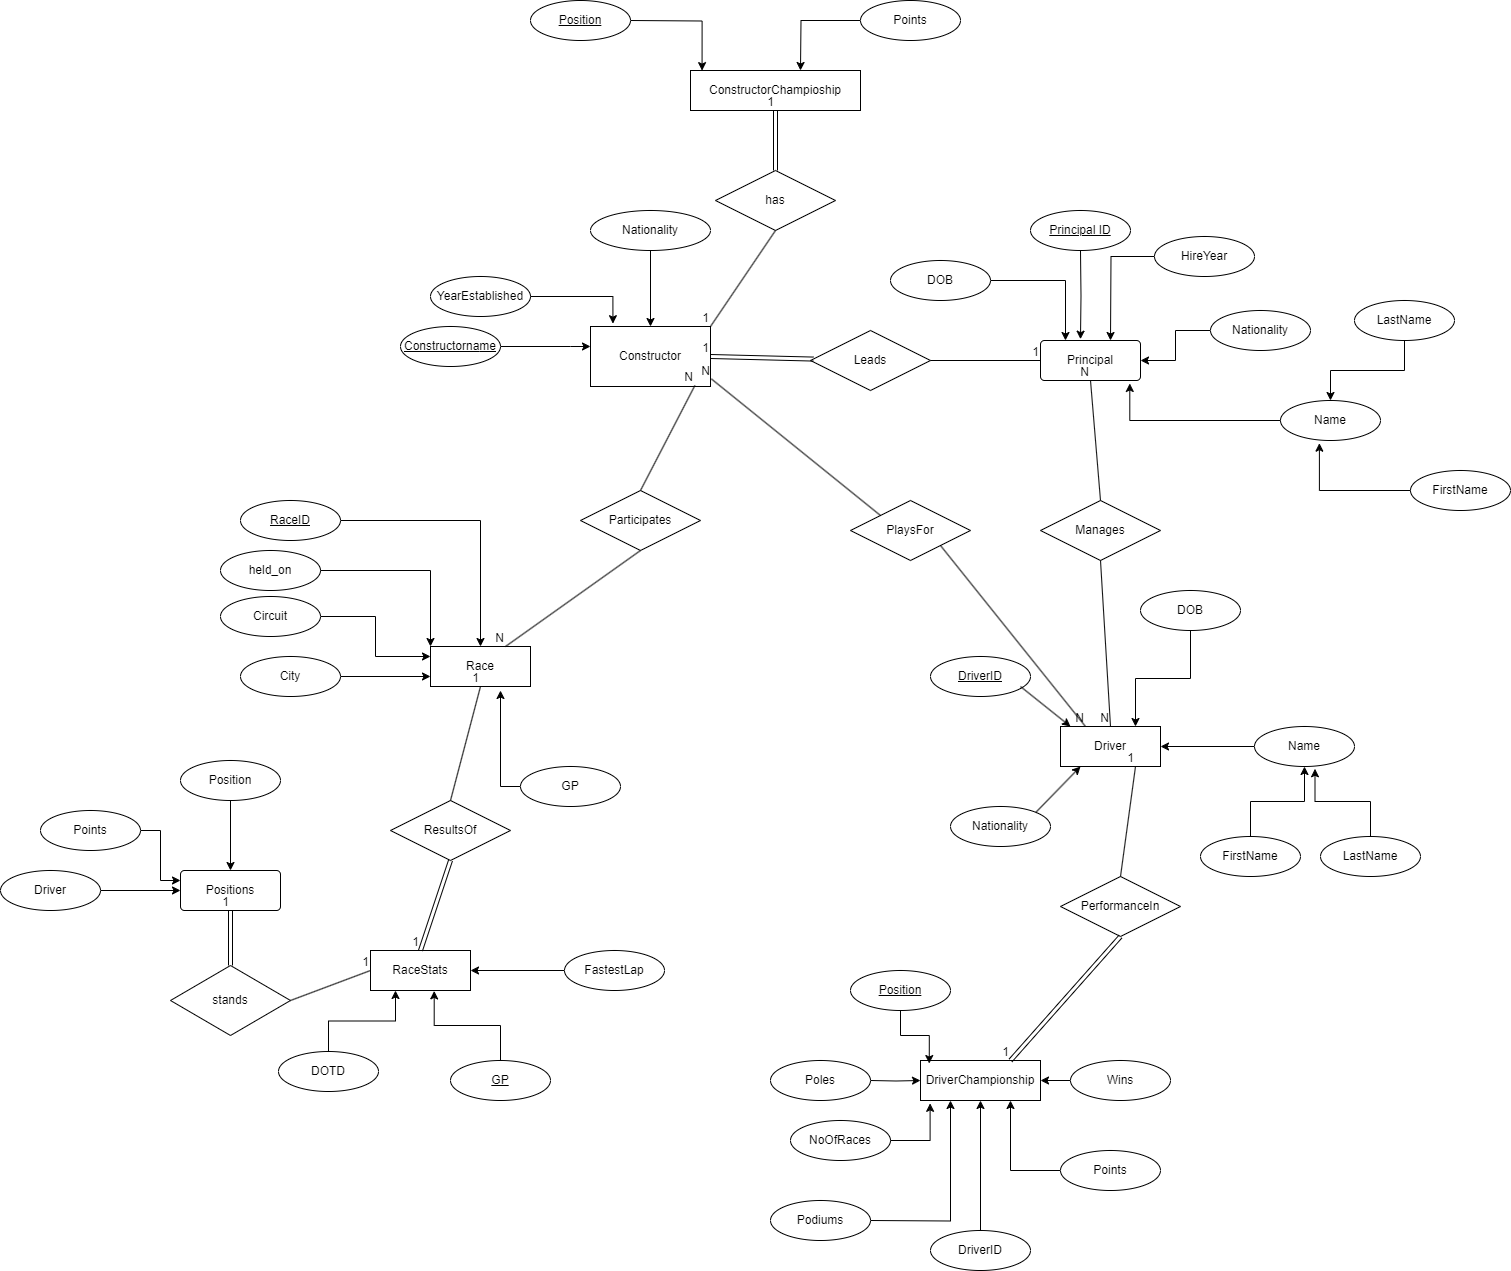 Position
Points
ConstructorChampioship
1
has
Nationality
Principal ID
HireYear
DOB
YearEstablished
LastName
1
Nationality
Constructorname
1
Constructor
Leads
1
Principal
N
N
N
Name
FirstName
RaceID
Participates
PlaysFor
Manages
held_on
Circuit
DOB
N
Race
1
City
DriverID
N
N
Driver
1
Name
Position
GP
Points
ResultsOf
Nationality
FirstName
LastName
Driver
Positions
1
PerformanceIn
1
1
RaceStats
FastestLap
stands
Position
DOTD
GP
1
DriverChampionship
Poles
Wins
NoOfRaces
Points
Podiums
DriverID